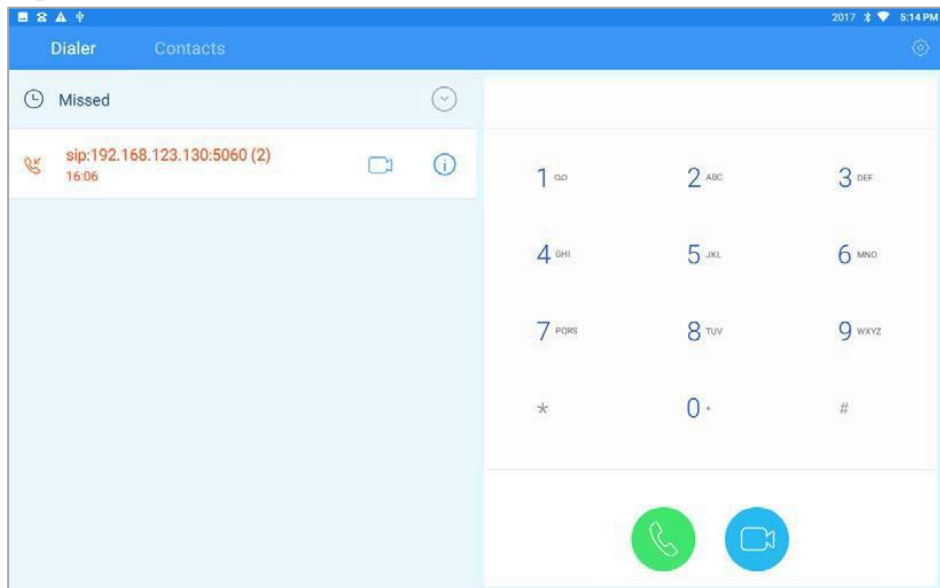 2017 5:14 PM
Dialer Contacts
Missed
sip:192.168.123.130:5060 (2)
16:06
1 2 ABC 3 DEF
4 GHI 5 JKL 6 MNO
7 PQRS 8 TUV 9 WXYZ
* 0 + #